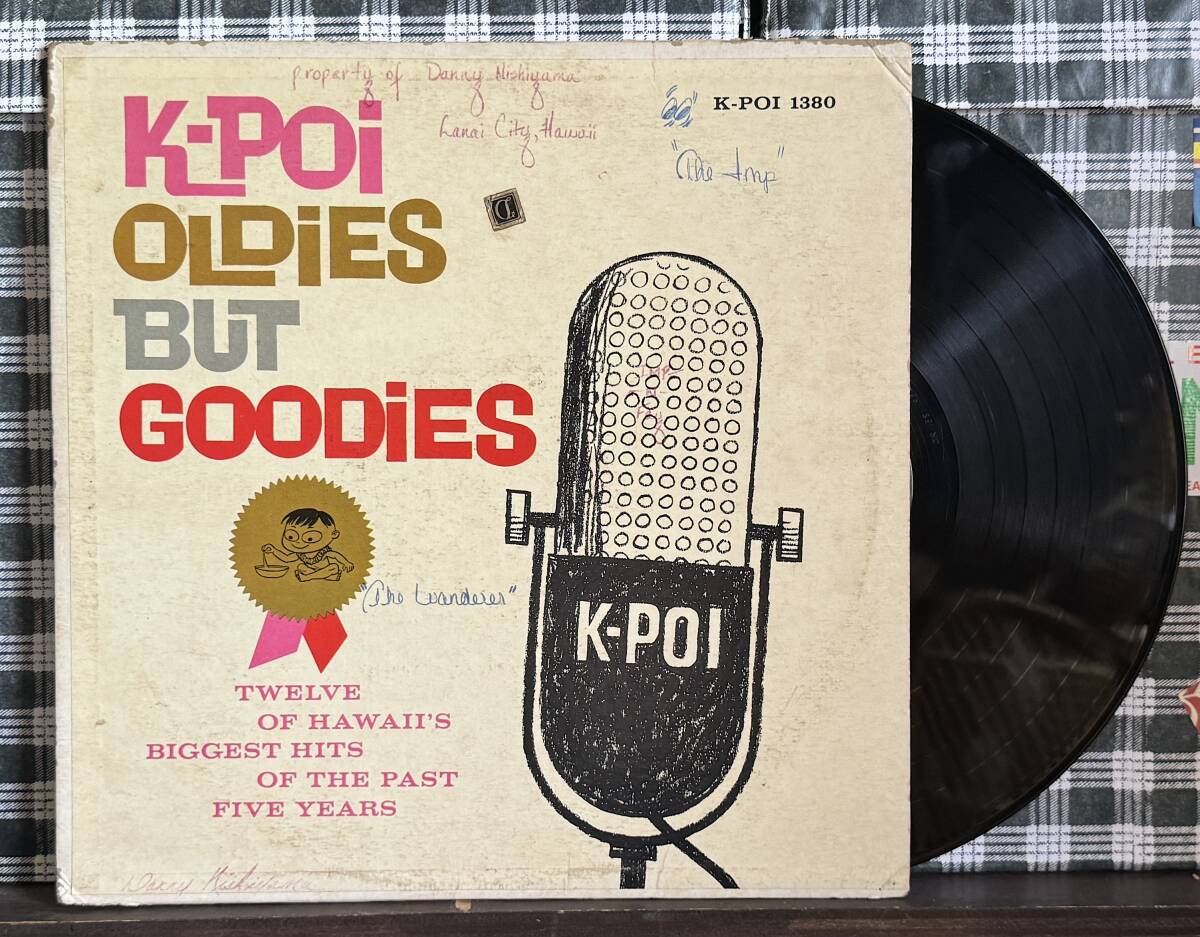 property of Danny Nishiyama
Lanai City, Hawaii
K-POI 1380
"The Imp"
K-POI
OLDIES
BUT
GOODIES
"The Wanderer"
K-POI
TWELVE
OF HAWAII'S
BIGGEST HITS
OF THE PAST
FIVE YEARS
Danny Nishiyama